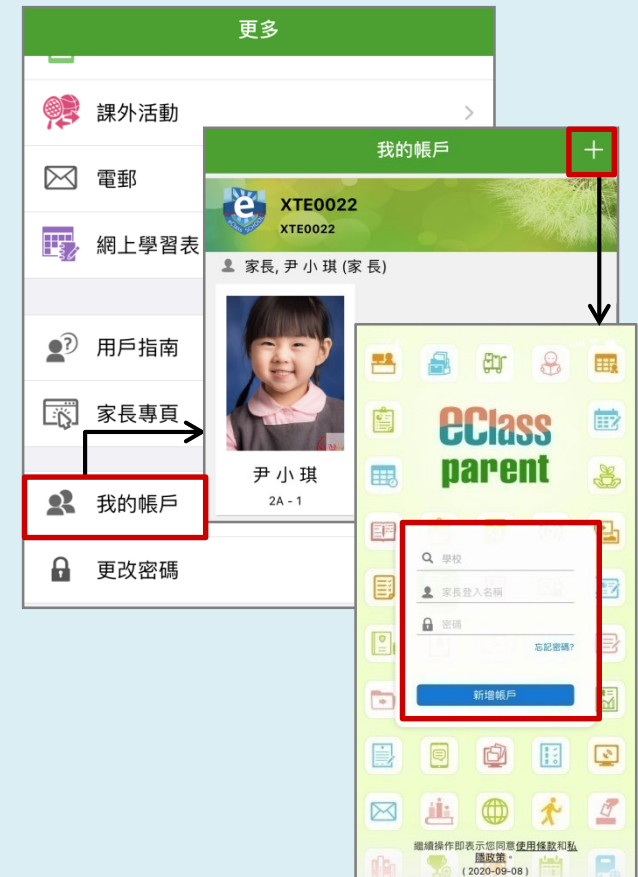 更多
課外活動
電郵
網上學習表
用戶指南
家長專頁
我的帳戶
更改密碼
我的帳戶
XTE0022
XTE0022
家長, 尹 小 琪 (家 長)
尹 小 琪
2A - 1
eClass
parent
學校
家長登入名稱
密碼
忘記密碼?
新增帳戶
繼續操作即表示您同意使用條款和私
隱政策。
( 2020-09-08 )